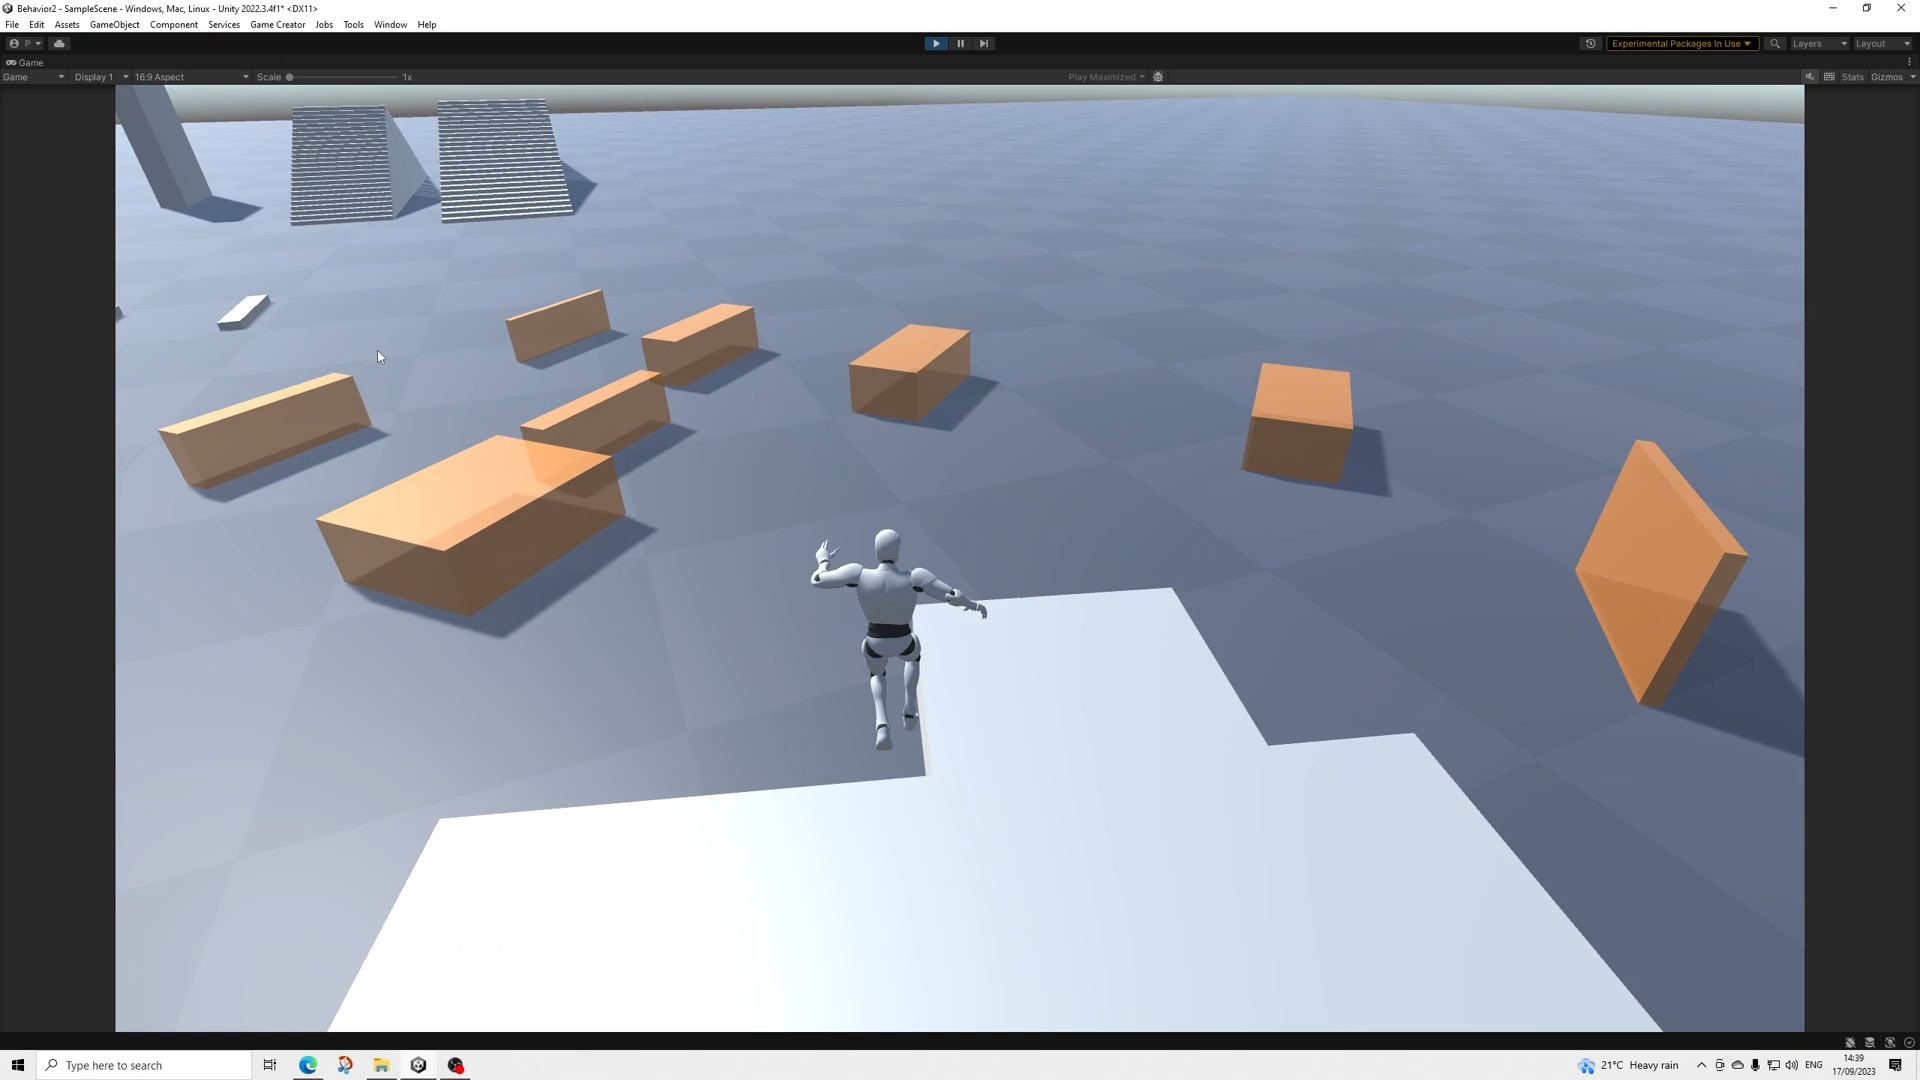 Behavior2 - SampleScene - Windows, Mac, Linux - Unity 2022.3.4f1* <DX11>
File Edit Assets GameObject Component Services Game Creator Jobs Tools Window Help
P Experimental Packages In Use Layers Layout
Game
Game Display 1 16:9 Aspect Scale 1x Play Maximized Stats Gizmos
Type here to search
21°C Heavy rain
ENG
14:39
17/09/2023